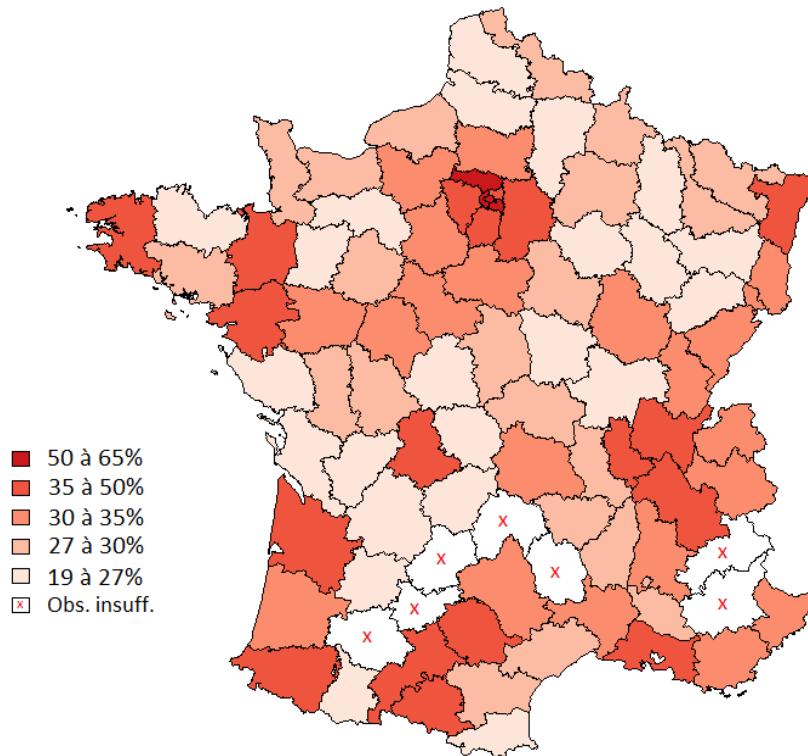 50 à 65%
35 à 50%
30 à 35%
27 à 30%
19 à 27%
x Obs. insuff.
x
x
x
x
x
x
x